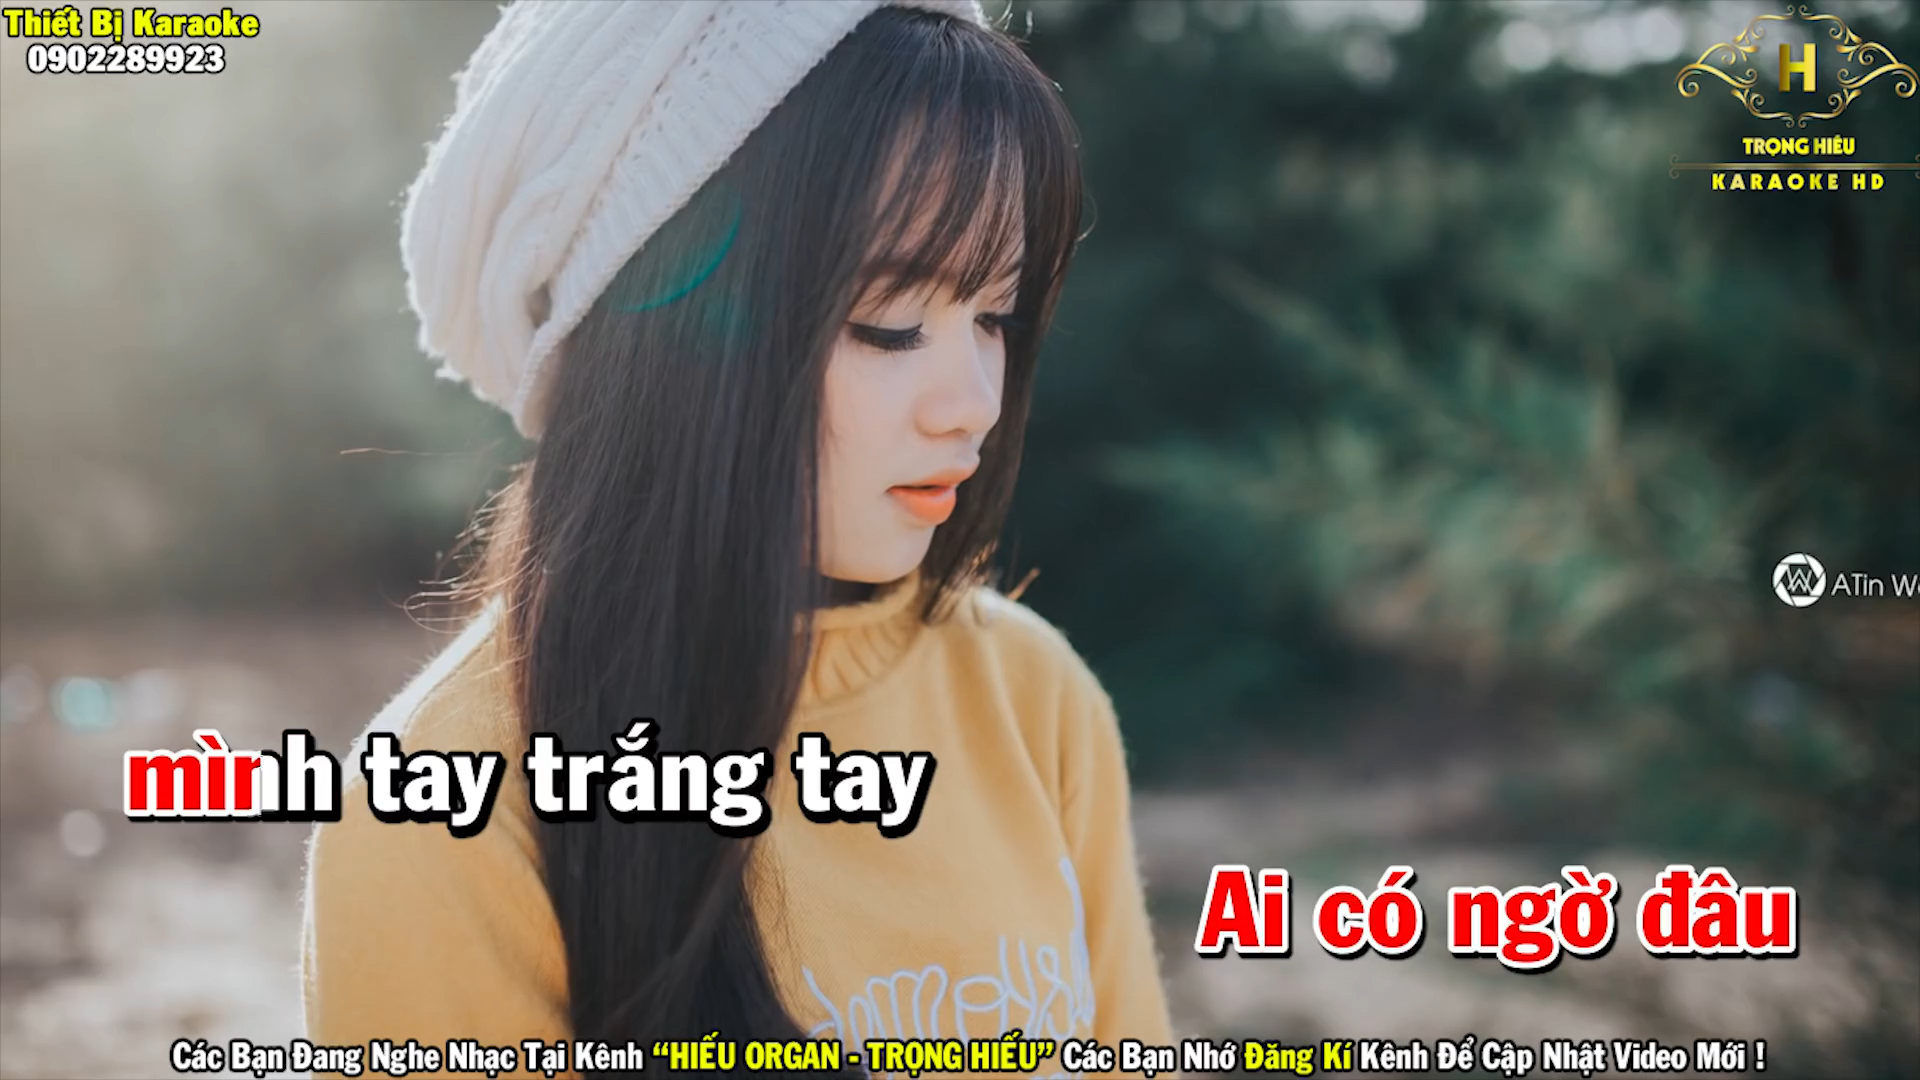 Thiết Bị Karaoke
0902289923
H
TRỌNG HIẾU
KARAOKE HD
ATin We
mình tay trắng tay
Ai có ngờ đâu
Các Bạn Đang Nghe Nhạc Tại Kênh “HIẾU ORGAN - TRỌNG HIẾU” Các Bạn Nhớ Đăng Kí Kênh Để Cập Nhật Video Mới !